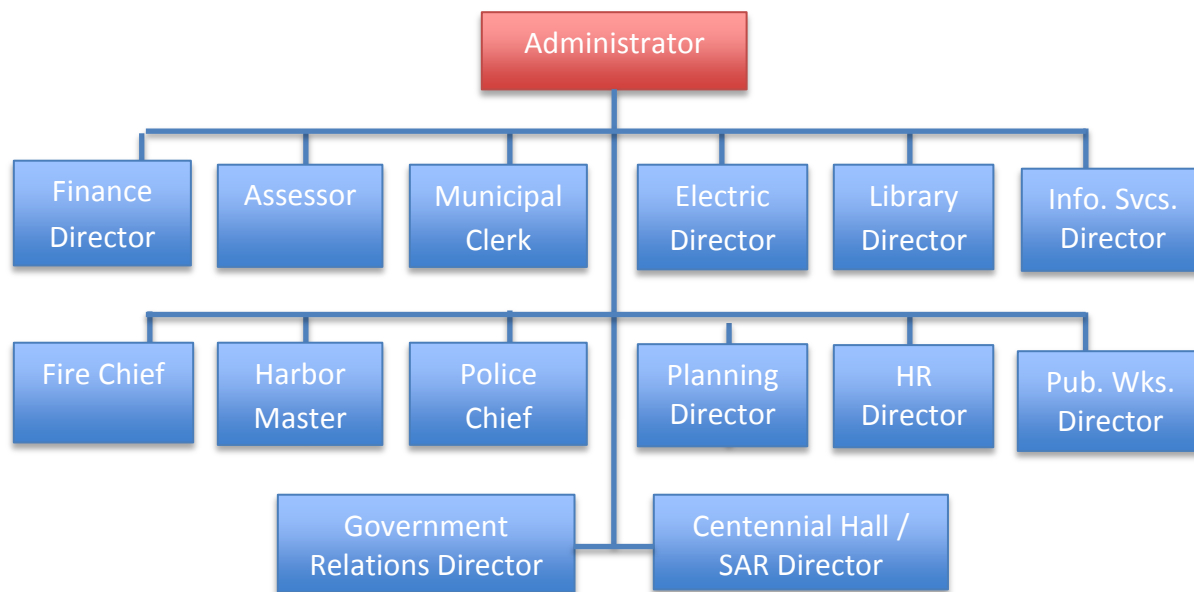 Administrator
Finance
Director
Assessor
Municipal
Clerk
Electric
Director
Library
Director
Info. Svcs.
Director
Fire Chief
Harbor
Master
Police
Chief
Planning
Director
HR
Director
Pub. Wks.
Director
Government
Relations Director
Centennial Hall /
SAR Director